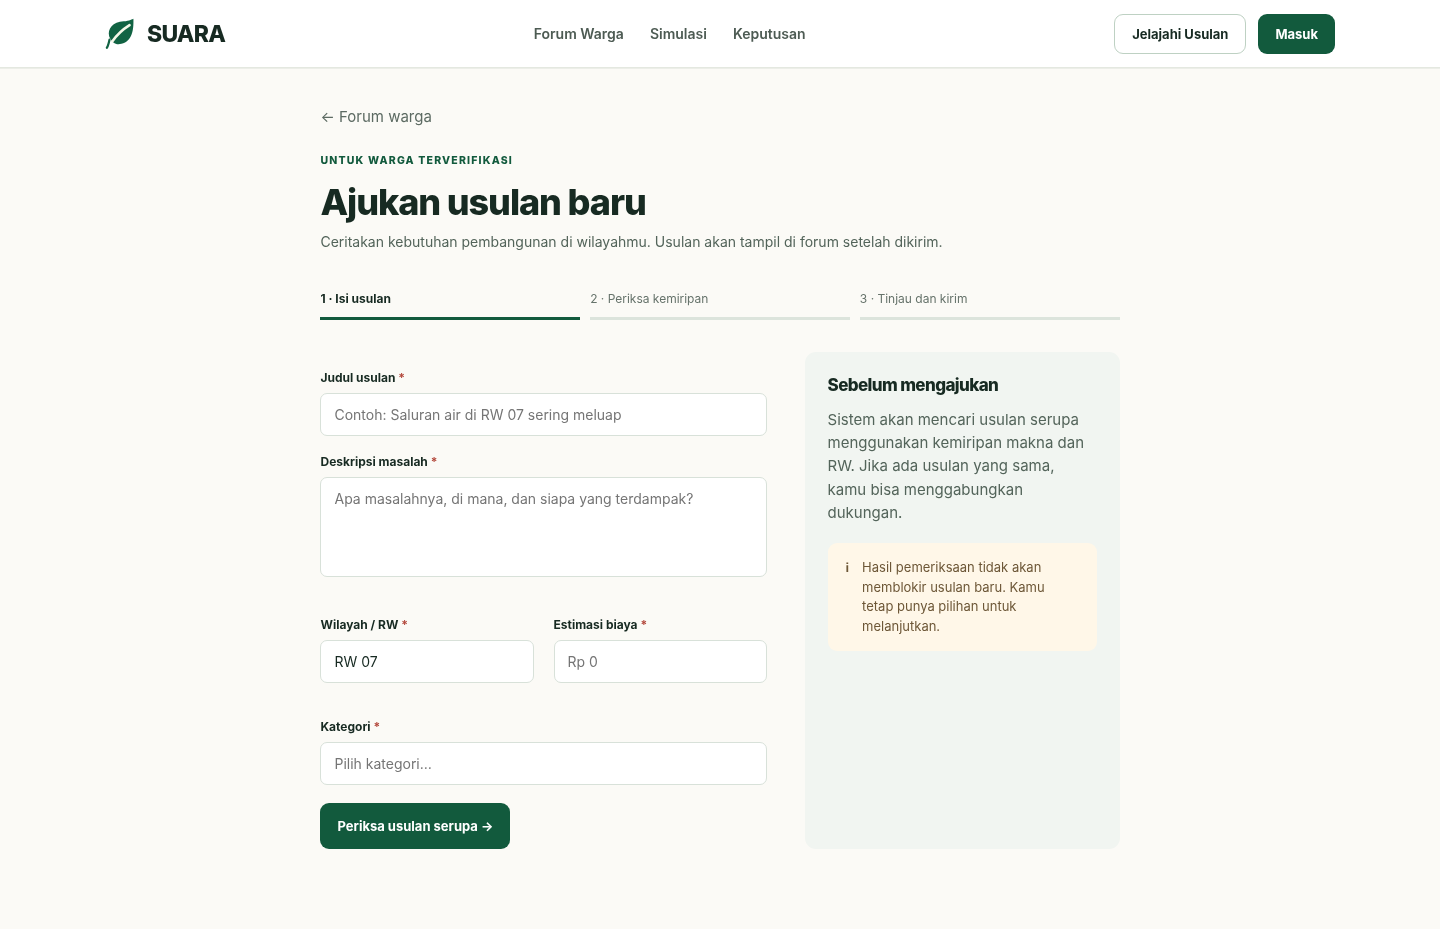 SUARA
Forum Warga
Simulasi
Keputusan
Jelajahi Usulan
Masuk
← Forum warga
UNTUK WARGA TERVERIFIKASI
Ajukan usulan baru
Ceritakan kebutuhan pembangunan di wilayahmu. Usulan akan tampil di forum setelah dikirim.
1 · Isi usulan
2 · Periksa kemiripan
3 · Tinjau dan kirim
Judul usulan *
Contoh: Saluran air di RW 07 sering meluap
Deskripsi masalah *
Apa masalahnya, di mana, dan siapa yang terdampak?
Wilayah / RW *
RW 07
Estimasi biaya *
Rp 0
Kategori *
Pilih kategori...
Periksa usulan serupa →
Sebelum mengajukan
Sistem akan mencari usulan serupa
menggunakan kemiripan makna dan
RW. Jika ada usulan yang sama,
kamu bisa menggabungkan
dukungan.
i Hasil pemeriksaan tidak akan
memblokir usulan baru. Kamu
tetap punya pilihan untuk
melanjutkan.